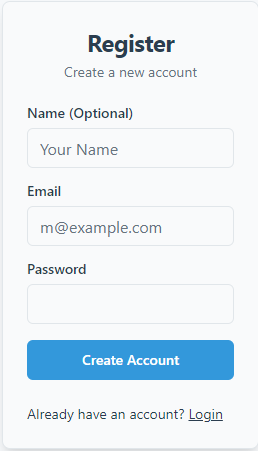 Register
Create a new account
Name (Optional)
Your Name
Email
m@example.com
Password
Create Account
Already have an account? Login